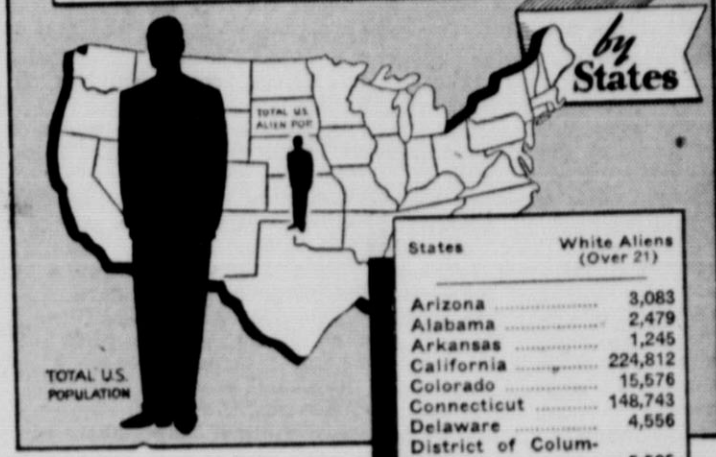 by
States
TOTAL U.S.
ALIEN POP.
TOTAL U.S.
POPULATION
States White Aliens
(Over 21)
Arizona .................. 3,083
Alabama ................ 2,479
Arkansas ................ 1,245
California ................ 224,812
Colorado ................ 15,576
Connecticut ............ 148,743
Delaware ................ 4,556
District of Colum-